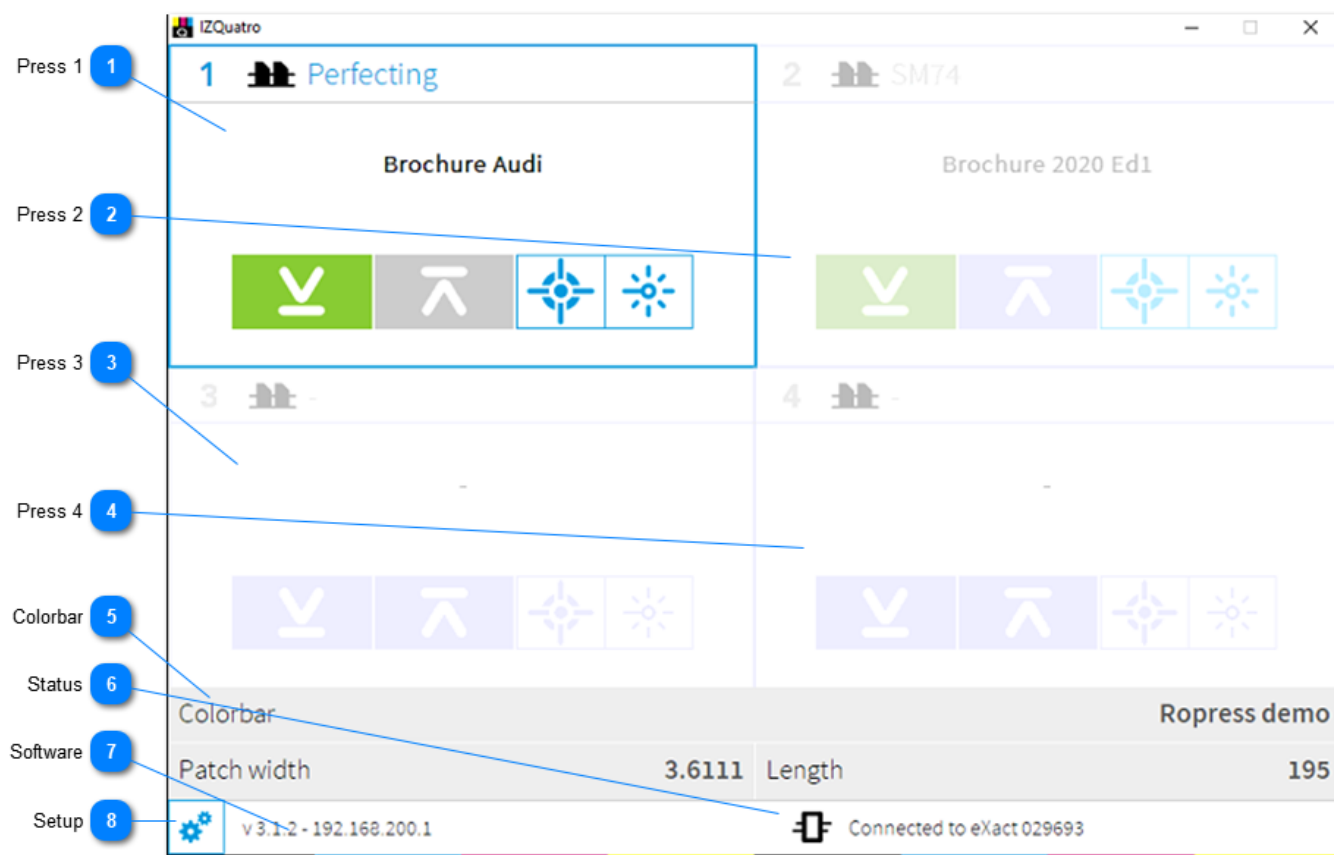 IZQuatro
Press 1 1
1 Perfecting
2 SM74
Brochure Audi
Brochure 2020 Ed1
Press 2 2
Press 3 3
3 -
4 -
-
-
Press 4 4
Colorbar 5
Status 6
Colorbar Ropress demo
Software 7
Patch width 3.6111 Length 195
Setup 8
v 3.1.2 - 192.168.200.1
Connected to eXact 029693